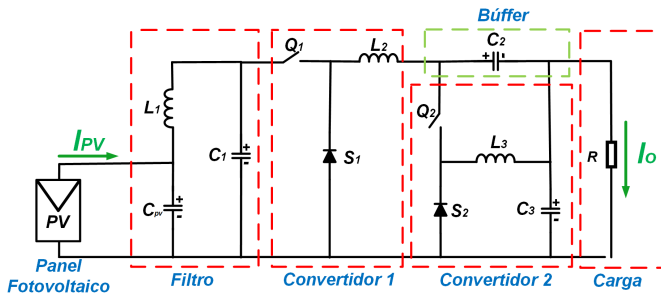 Búffer
Q1
L2
C2
+ -
Q2
L1
IPV
C1
+
-
S1
L3
R
IO
PV
Cpv
+
-
S2
C3
+
-
Panel
Fotovoltaico
Filtro
Convertidor 1
Convertidor 2
Carga